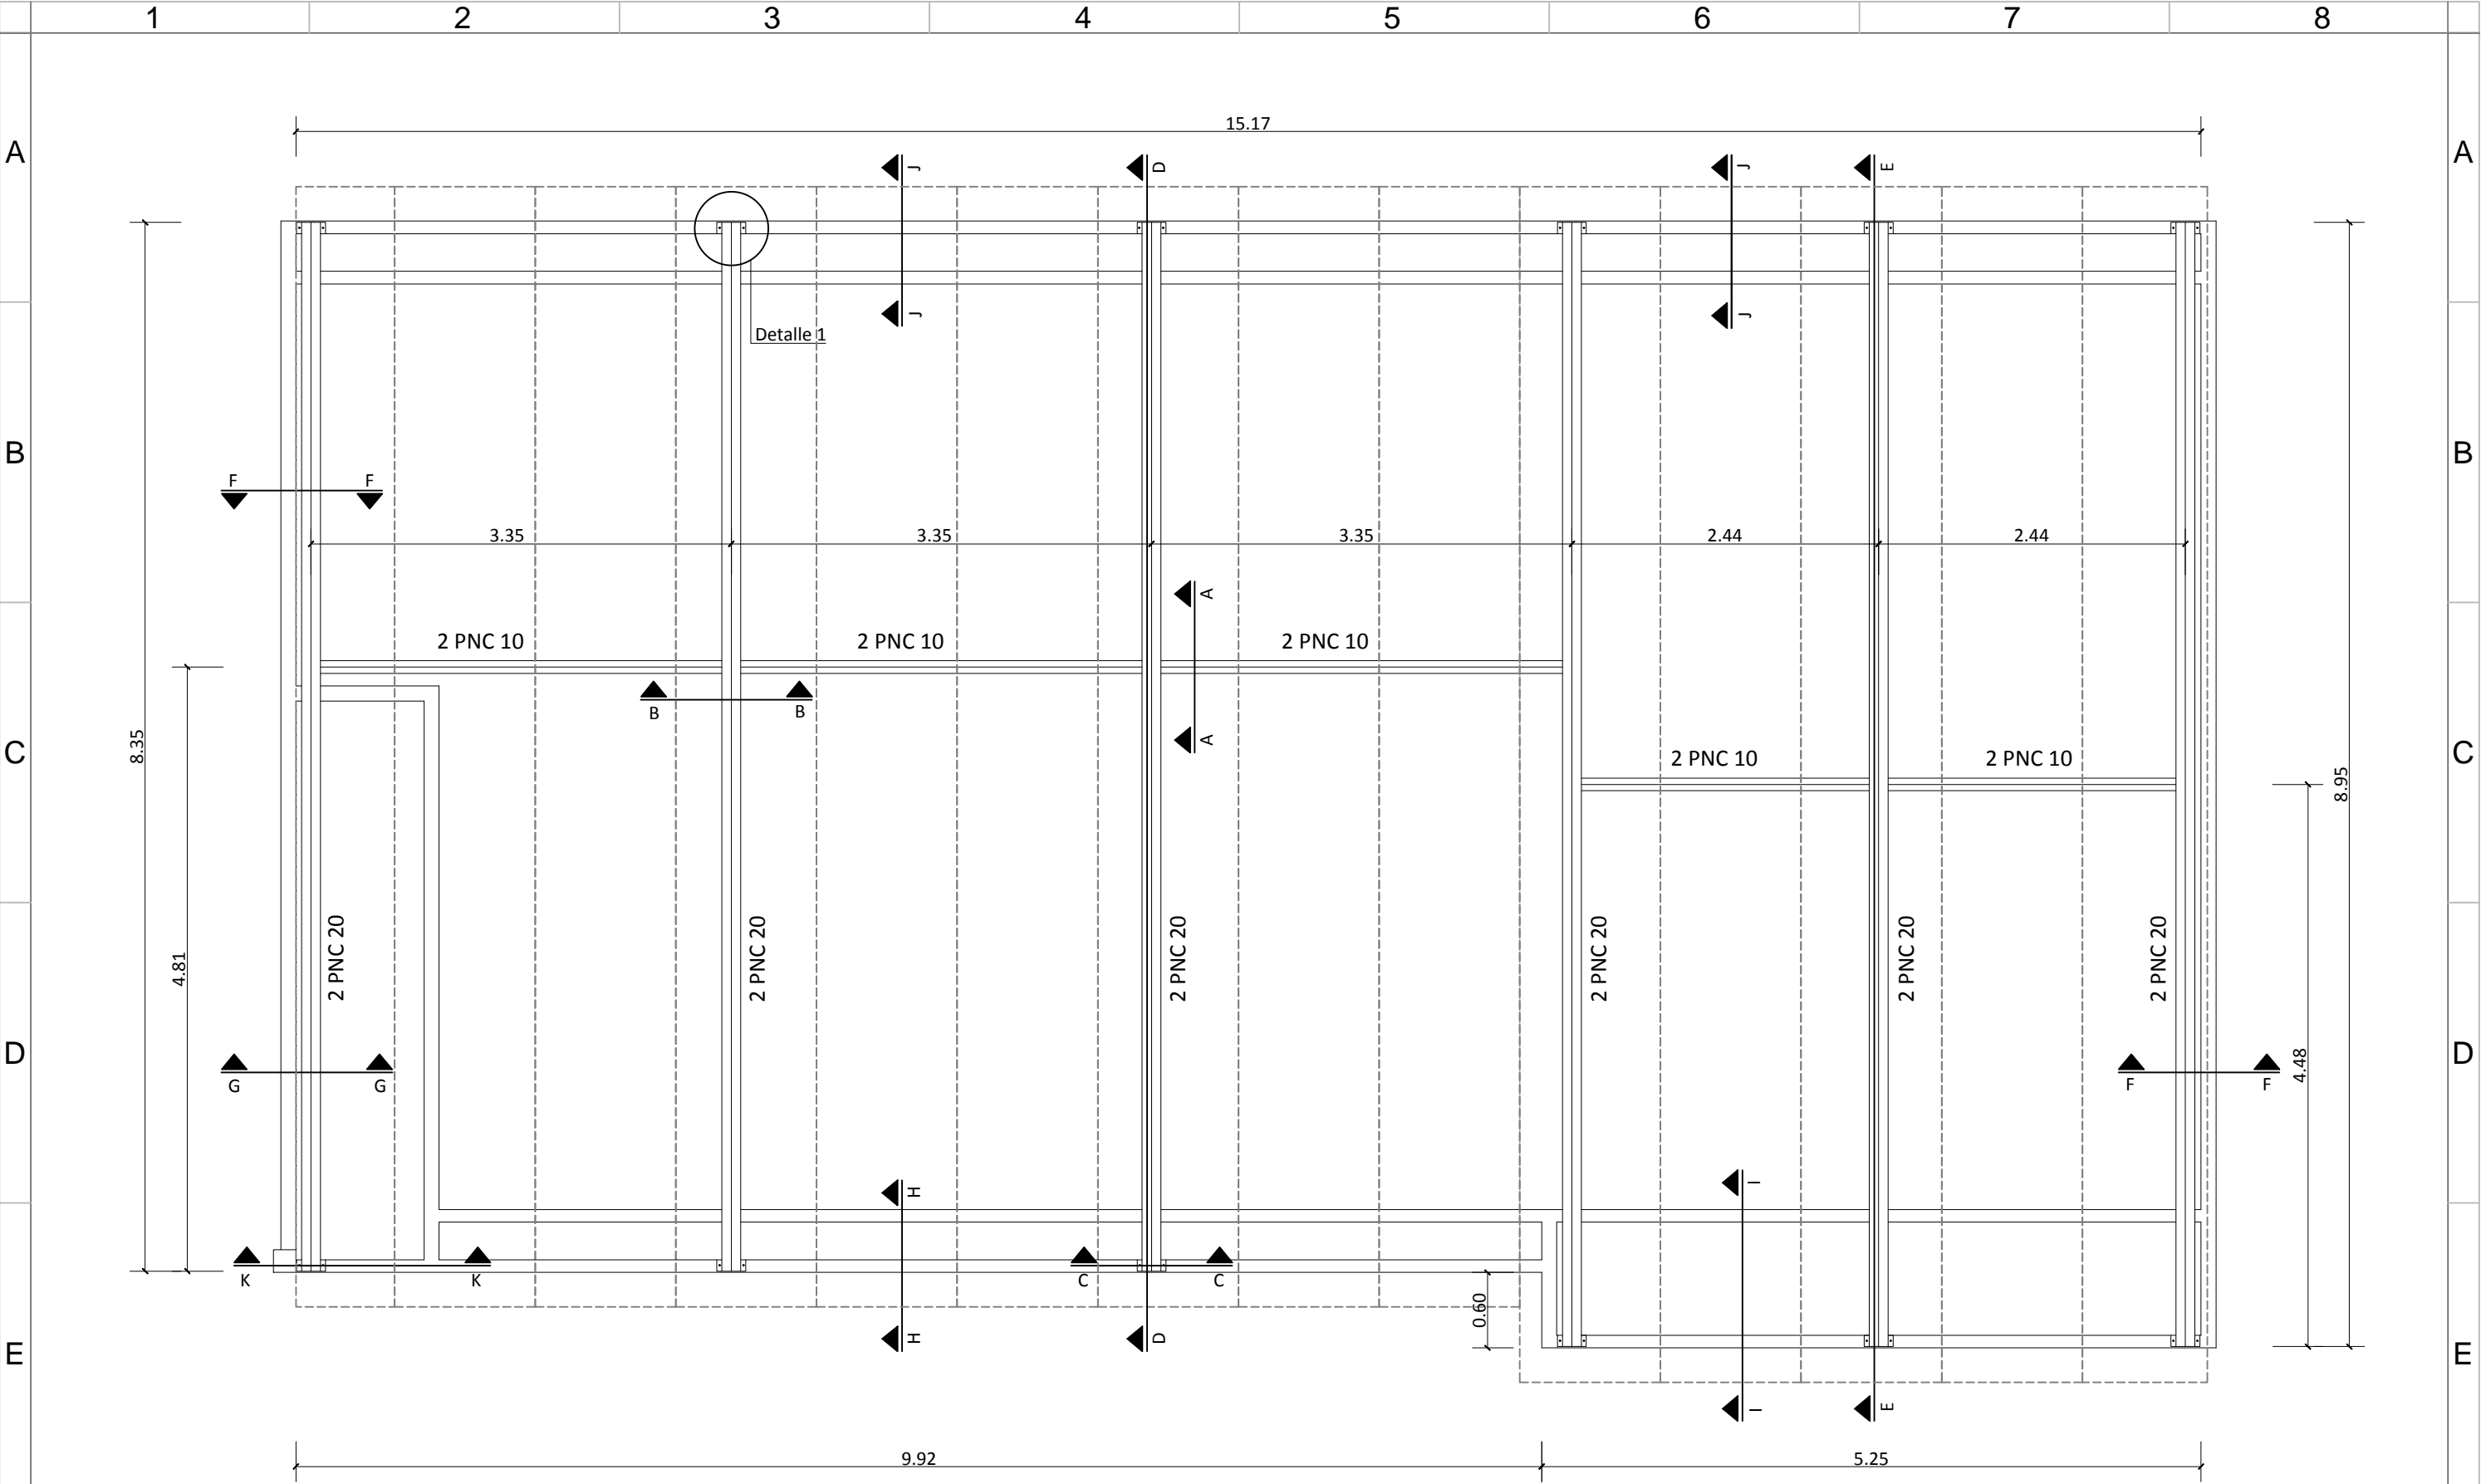 1 2 3 4 5 6 7 8
15.17
A A
J D J E
J J
Detalle 1
B B
F F
3.35 3.35 3.35 2.44 2.44
A
2 PNC 10 2 PNC 10 2 PNC 10
B B
A
C C
8.35
2 PNC 10 2 PNC 10
8.95
4.81
2 PNC 20 2 PNC 20 2 PNC 20 2 PNC 20 2 PNC 20 2 PNC 20
D D
G G
F F
4.48
H I
K K
C C
0.60
H D
E E
I E
9.92 5.25